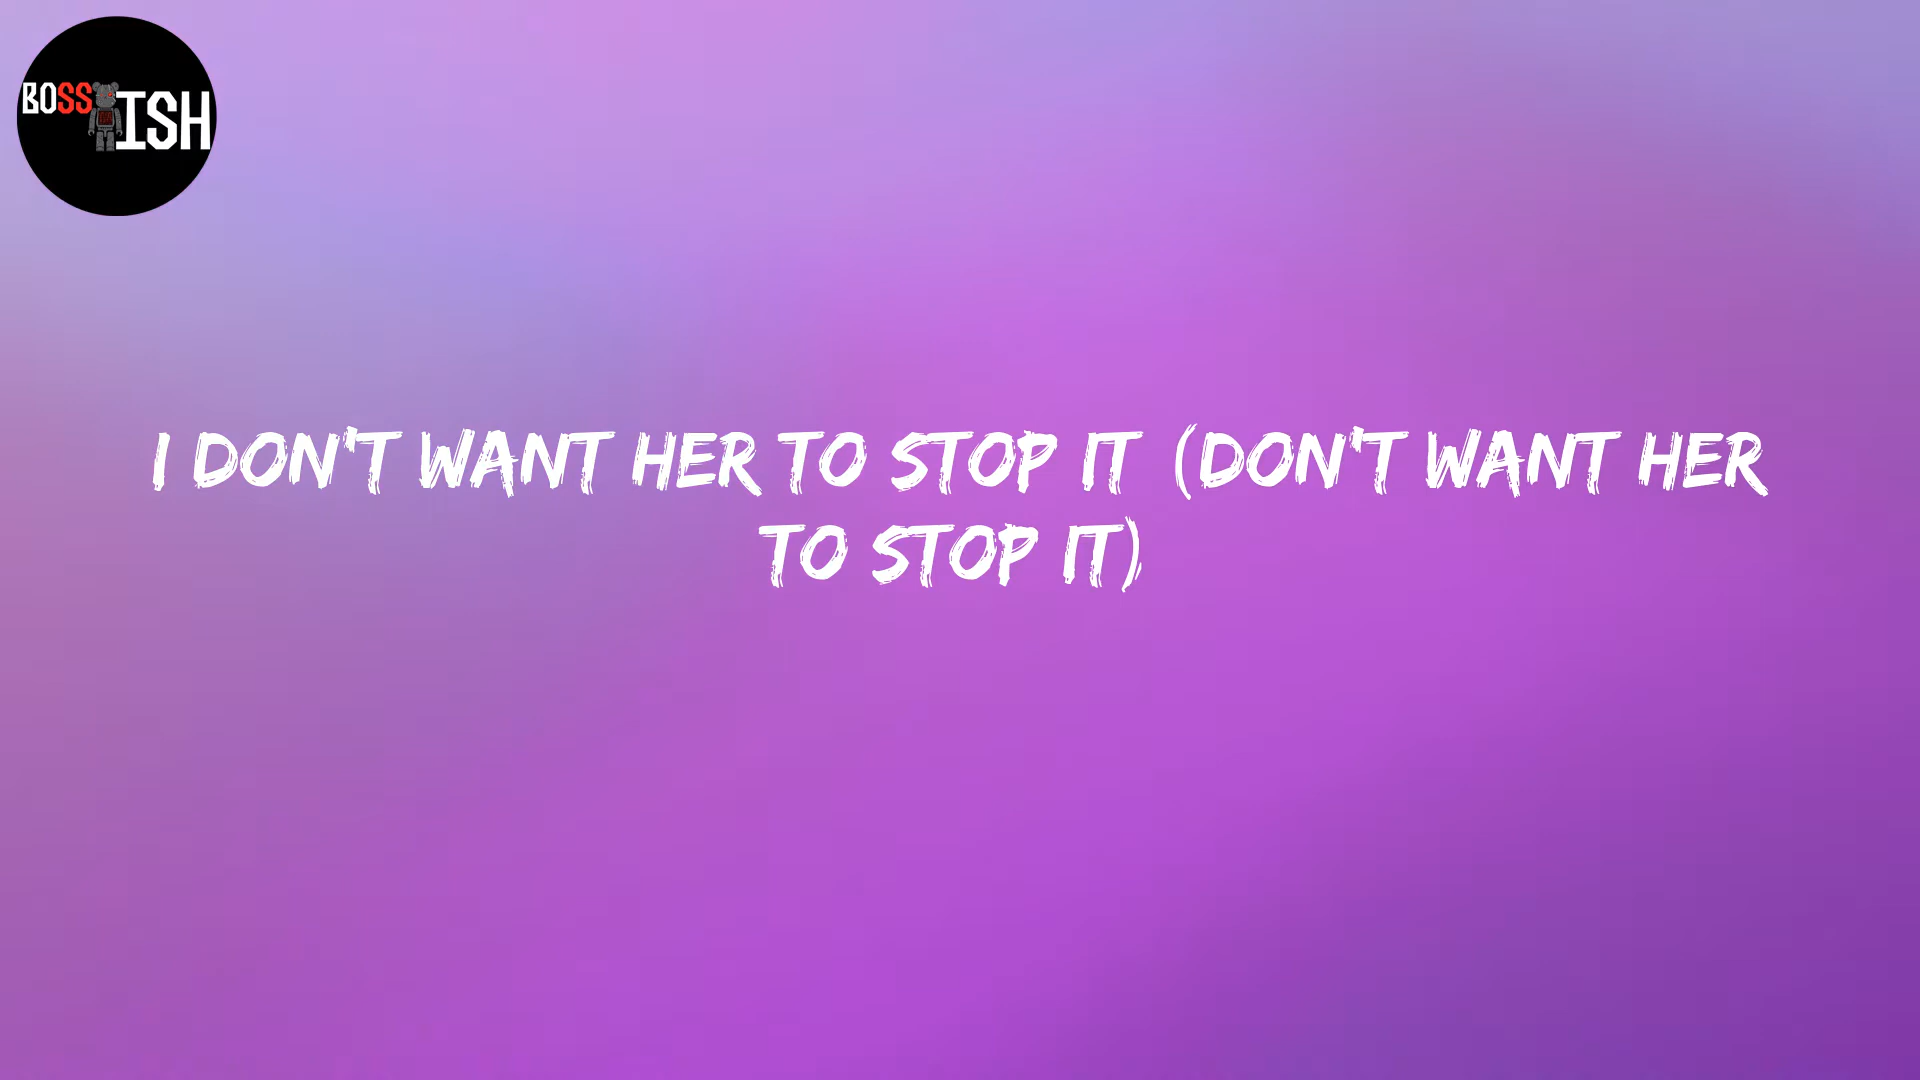 BOSS ISH
I DON'T WANT HER TO STOP IT (DON'T WANT HER
TO STOP IT)